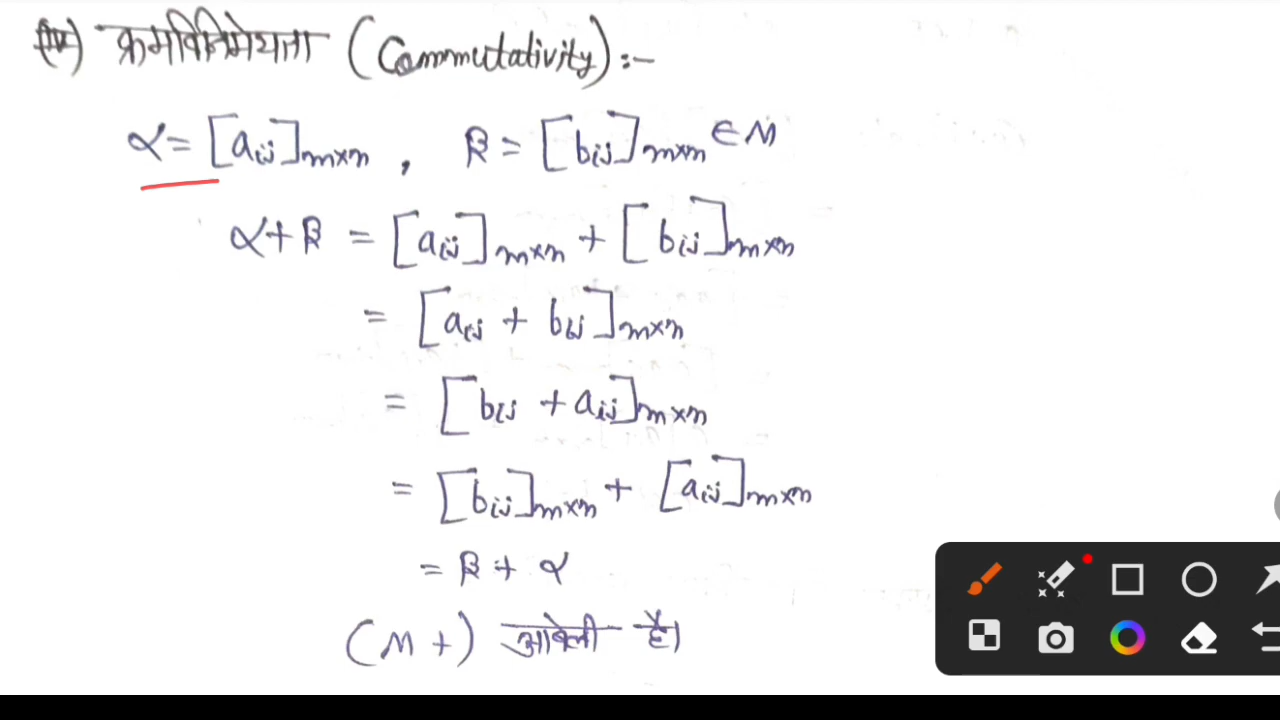 (iv) क्रमविनिमेयता (Commutativity) :-
α = [aij]m×n , β = [bij]m×n ∈ M
α+β = [aij]m×n + [bij]m×n
= [aij + bij]m×n
= [bij + aij]m×n
= [bij]m×n + [aij]m×n
= β + α
(M +) आबेली है।